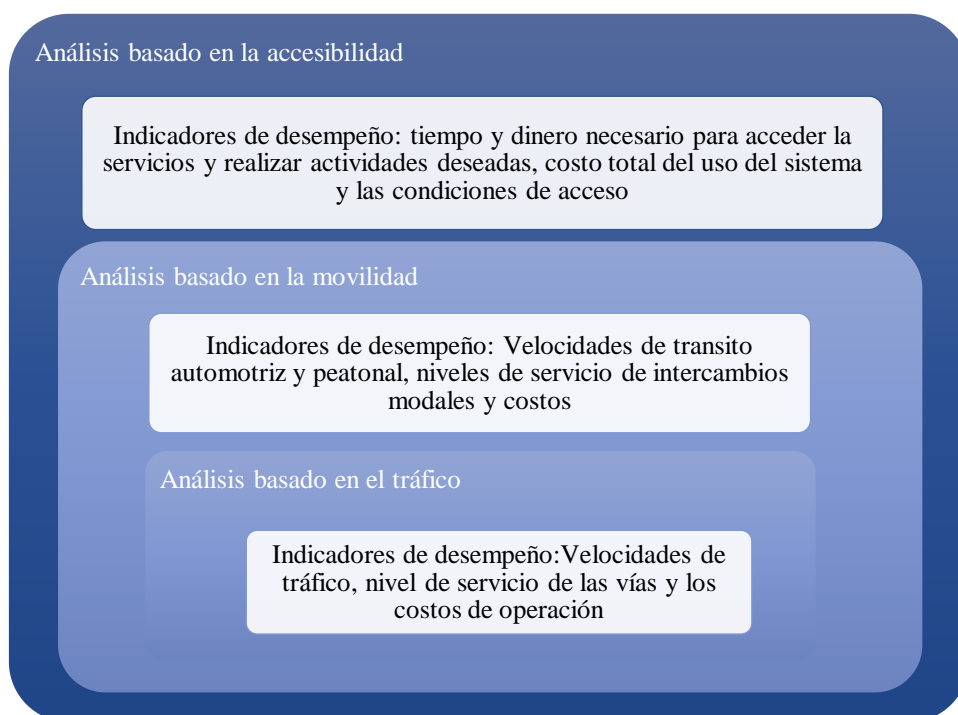 Análisis basado en la accesibilidad
Indicadores de desempeño: tiempo y dinero necesario para acceder la
servicios y realizar actividades deseadas, costo total del uso del sistema
y las condiciones de acceso
Análisis basado en la movilidad
Indicadores de desempeño: Velocidades de transito
automotriz y peatonal, niveles de servicio de intercambios
modales y costos
Análisis basado en el tráfico
Indicadores de desempeño:Velocidades de
tráfico, nivel de servicio de las vías y los
costos de operación